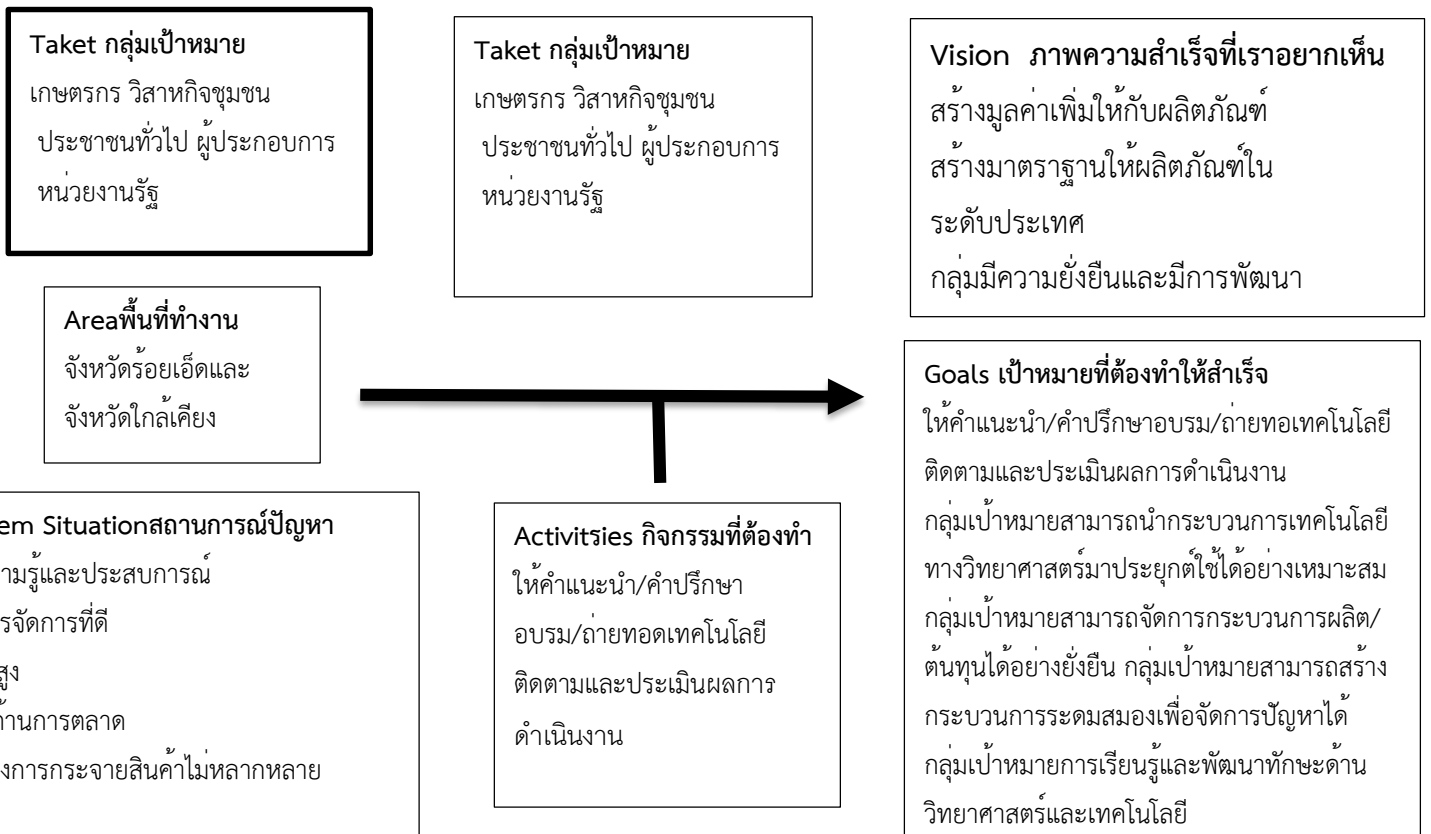 Taket กลุ่มเป้าหมาย
เกษตรกร วิสาหกิจชุมชน
ประชาชนทั่วไป ผู้ประกอบการ
หน่วยงานรัฐ
Taket กลุ่มเป้าหมาย
เกษตรกร วิสาหกิจชุมชน
ประชาชนทั่วไป ผู้ประกอบการ
หน่วยงานรัฐ
Vision ภาพความสำเร็จที่เราอยากเห็น
สร้างมูลค่าเพิ่มให้กับผลิตภัณฑ์
สร้างมาตราฐานให้ผลิตภัณฑ์ใน
ระดับประเทศ
กลุ่มมีความยั่งยืนและมีการพัฒนา
Areaพื้นที่ทำงาน
จังหวัดร้อยเอ็ดและ
จังหวัดใกล้เคียง
Goals เป้าหมายที่ต้องทำให้สำเร็จ
ให้คำแนะนำ/คำปรึกษาอบรม/ถ่ายทอเทคโนโลยี
ติดตามและประเมินผลการดำเนินงาน
กลุ่มเป้าหมายสามารถนำกระบวนการเทคโนโลยี
ทางวิทยาศาสตร์มาประยุกต์ใช้ได้อย่างเหมาะสม
กลุ่มเป้าหมายสามารถจัดการกระบวนการผลิต/
ต้นทุนได้อย่างยั่งยืน กลุ่มเป้าหมายสามารถสร้าง
กระบวนการระดมสมองเพื่อจัดการปัญหาได้
กลุ่มเป้าหมายการเรียนรู้และพัฒนาทักษะด้าน
วิทยาศาสตร์และเทคโนโลยี
em Situationสถานการณ์ปัญหา
ามรู้และประสบการณ์
รจัดการที่ดี
สูง
ด้านการตลาด
งการกระจายสินค้าไม่หลากหลาย
Activitรies กิจกรรมที่ต้องทำ
ให้คำแนะนำ/คำปรึกษา
อบรม/ถ่ายทอดเทคโนโลยี
ติดตามและประเมินผลการ
ดำเนินงาน